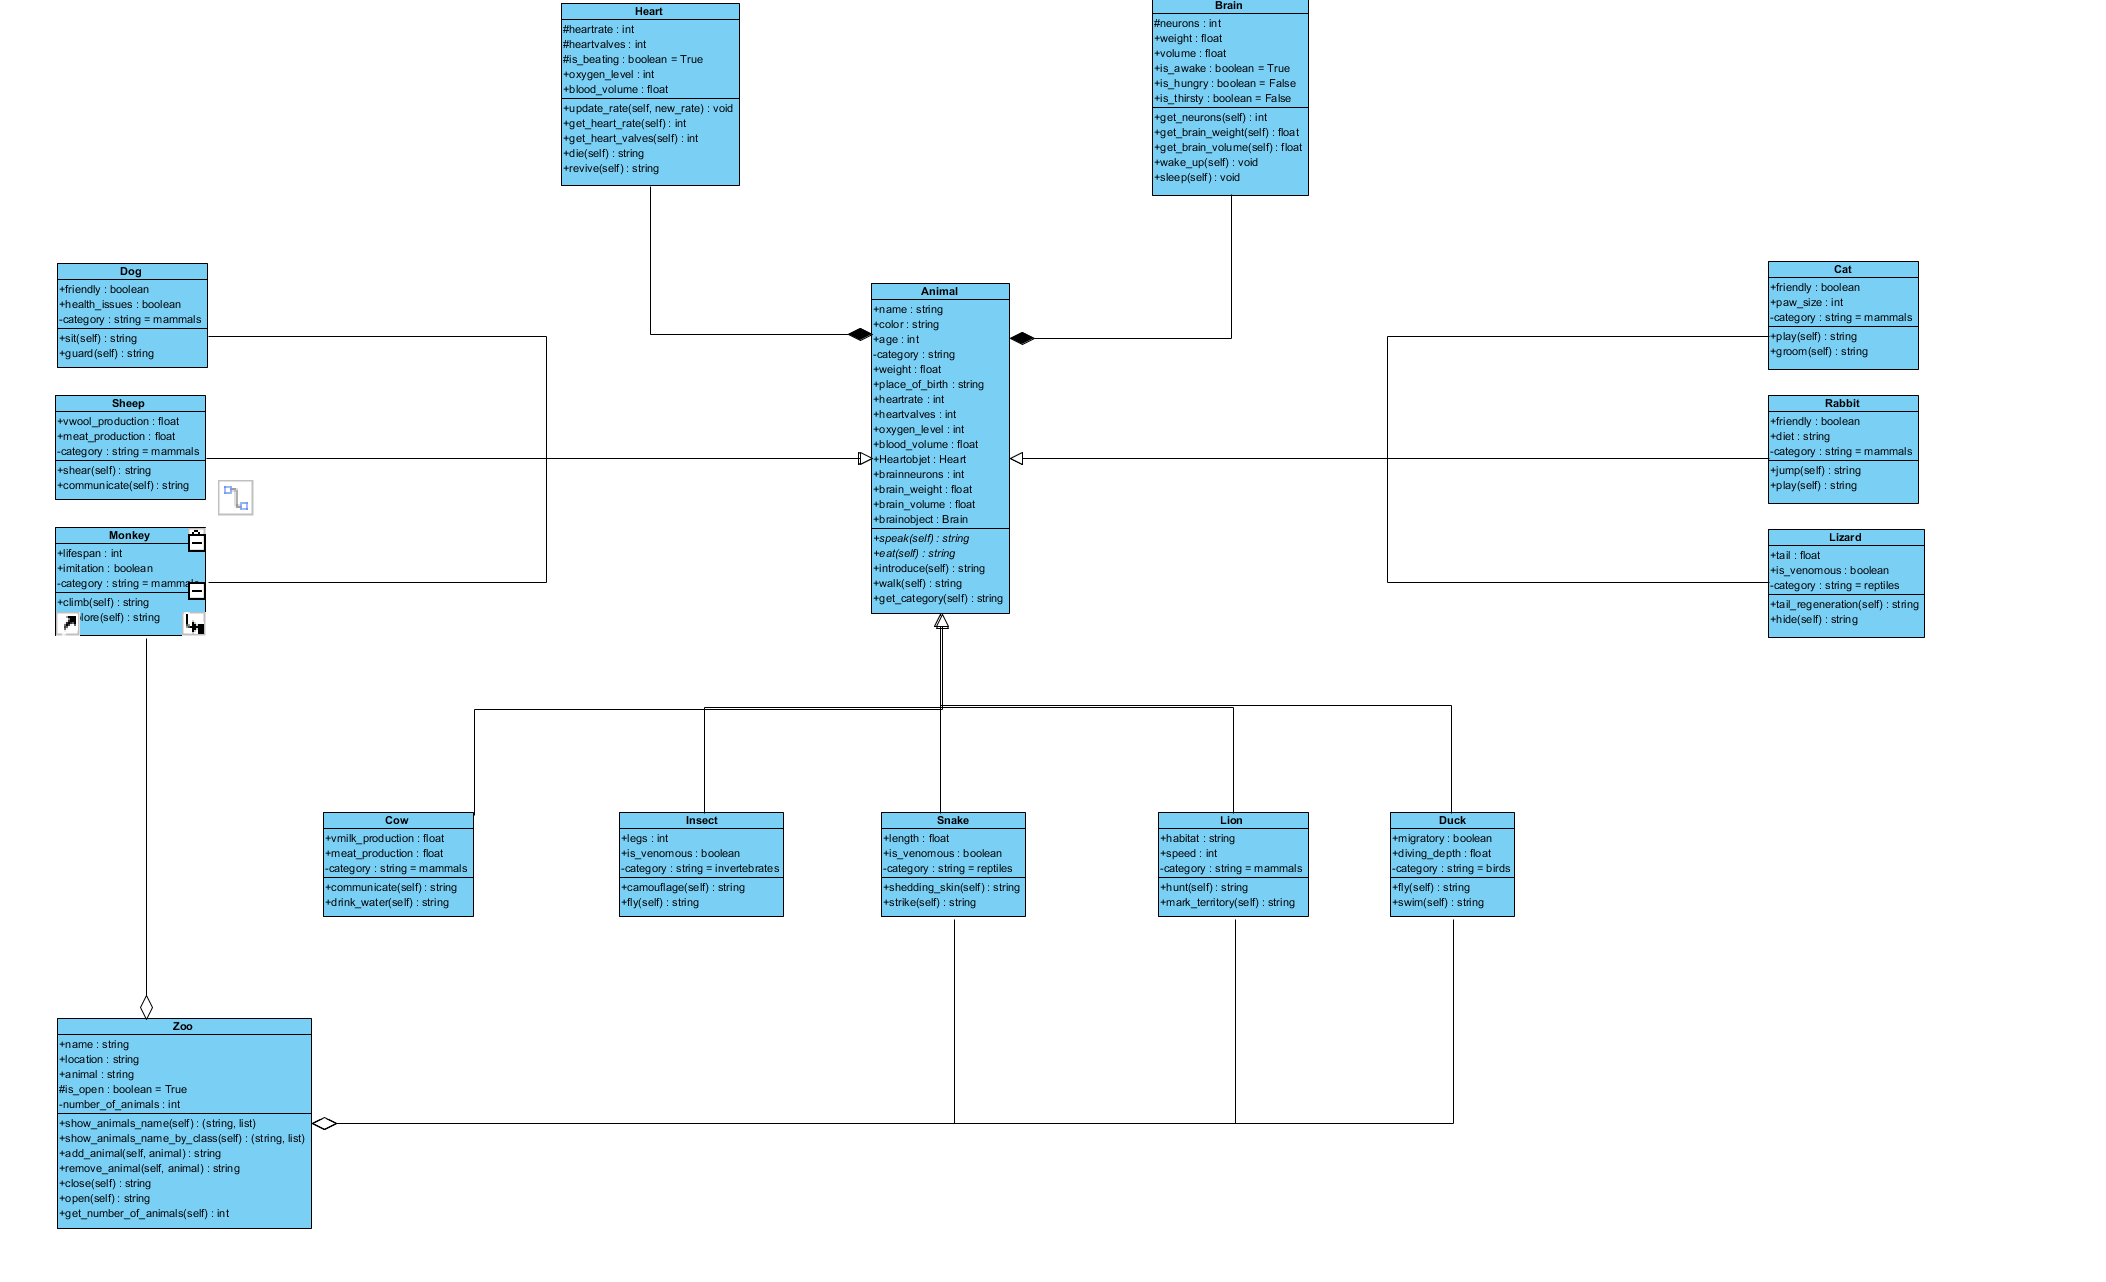 Heart
#heartrate : int
#heartvalves : int
#is_beating : boolean = True
+oxygen_level : int
+blood_volume : float
+update_rate(self, new_rate) : void
+get_heart_rate(self) : int
+get_heart_valves(self) : int
+die(self) : string
+revive(self) : string
Brain
#neurons : int
+weight : float
+volume : float
+is_awake : boolean = True
+is_hungry : boolean = False
+is_thirsty : boolean = False
+get_neurons(self) : int
+get_brain_weight(self) : float
+get_brain_volume(self) : float
+wake_up(self) : void
+sleep(self) : void
Dog
+friendly : boolean
+health_issues : boolean
-category : string = mammals
+sit(self) : string
+guard(self) : string
Sheep
+vwool_production : float
+meat_production : float
-category : string = mammals
+shear(self) : string
+communicate(self) : string
Monkey
+lifespan : int
+imitation : boolean
-category : string =
+climb(self) : string
lore(self) : string
Animal
+name : string
+color : string
+age : int
-category : string
+weight : float
+place_of_birth : string
+heartrate : int
+heartvalves : int
+oxygen_level : int
+blood_volume : float
+Heartobjet : Heart
+brainneurons : int
+brain_weight : float
+brain_volume : float
+brainobject : Brain
+speak(self) : string
+eat(self) : string
+introduce(self) : string
+walk(self) : string
+get_category(self) : string
Cat
+friendly : boolean
+paw_size : int
-category : string = mammals
+play(self) : string
+groom(self) : string
Rabbit
+friendly : boolean
+diet : string
-category : string = mammals
+jump(self) : string
+play(self) : string
Lizard
+tail : float
+is_venomous : boolean
-category : string = reptiles
+tail_regeneration(self) : string
+hide(self) : string
Cow
+vmilk_production : float
+meat_production : float
-category : string = mammals
+communicate(self) : string
+drink_water(self) : string
Insect
+legs : int
+is_venomous : boolean
-category : string = invertebrates
+camouflage(self) : string
+fly(self) : string
Snake
+length : float
+is_venomous : boolean
-category : string = reptiles
+shedding_skin(self) : string
+strike(self) : string
Lion
+habitat : string
+speed : int
-category : string = mammals
+hunt(self) : string
+mark_territory(self) : string
Duck
+migratory : boolean
+diving_depth : float
-category : string = birds
+fly(self) : string
+swim(self) : string
Zoo
+name : string
+location : string
+animal : string
#is_open : boolean = True
-number_of_animals : int
+show_animals_name(self) : (string, list)
+show_animals_name_by_class(self) : (string, list)
+add_animal(self, animal) : string
+remove_animal(self, animal) : string
+close(self) : string
+open(self) : string
+get_number_of_animals(self) : int